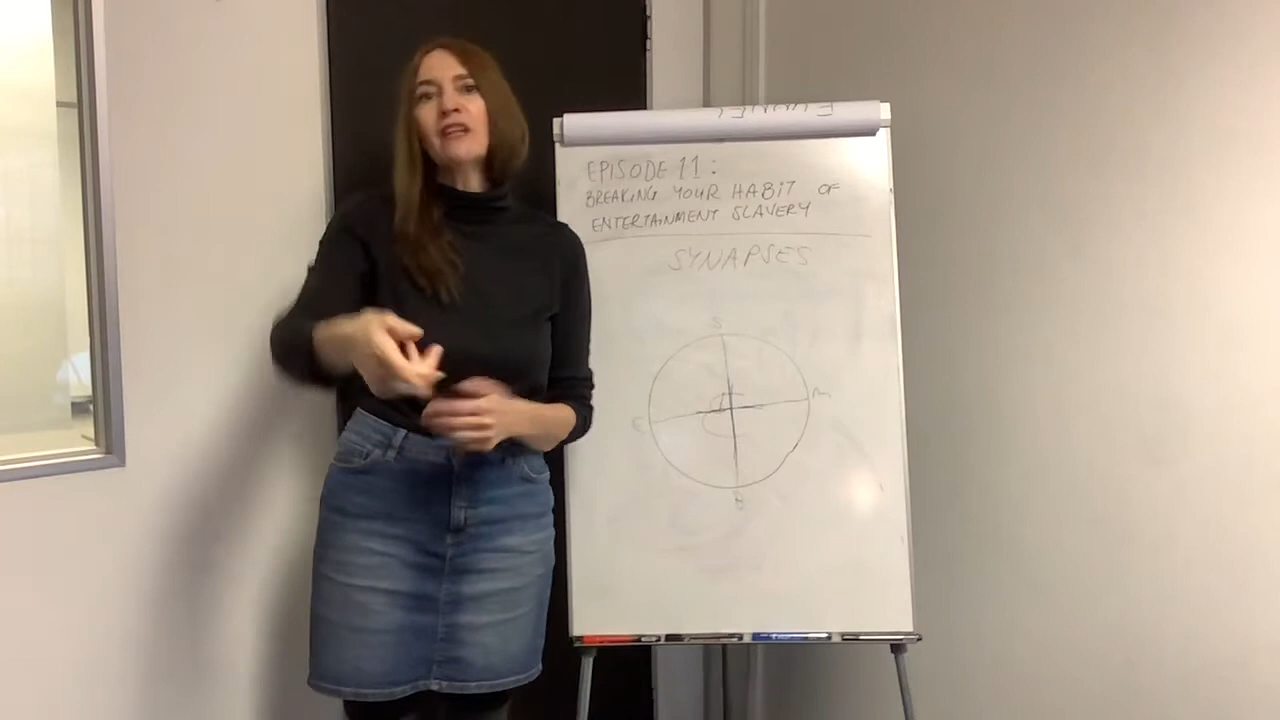 EPISODE 11:
BREAKING YOUR HABIT OF
ENTERTAINMENT SLAVERY
SYNAPSES
S
M
E
B